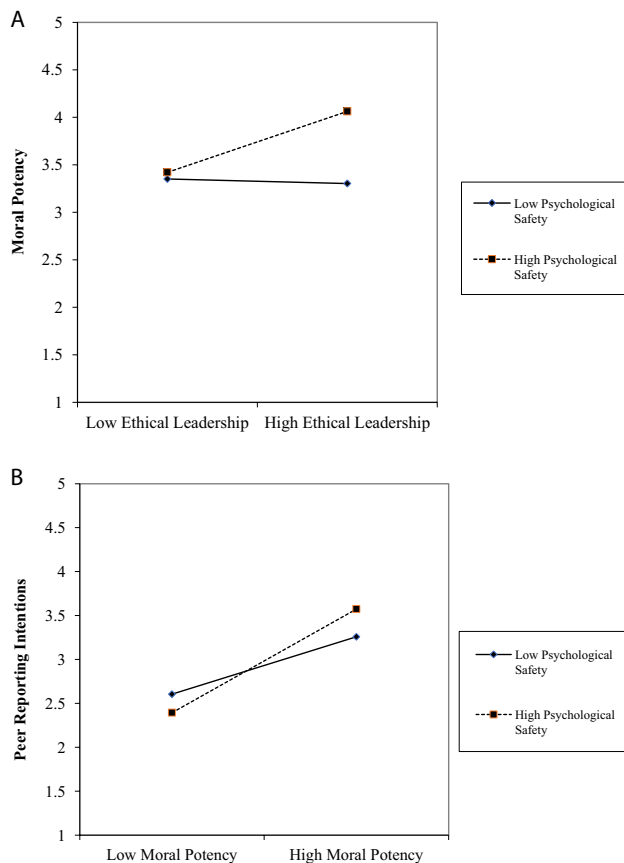 A
Moral Potency
5
4.5
4
3.5
3
2.5
2
1.5
1
Low Ethical Leadership
High Ethical Leadership
Low Psychological
Safety
High Psychological
Safety
B
Peer Reporting Intentions
5
4.5
4
3.5
3
2.5
2
1.5
1
Low Moral Potency
High Moral Potency
Low Psychological
Safety
High Psychological
Safety